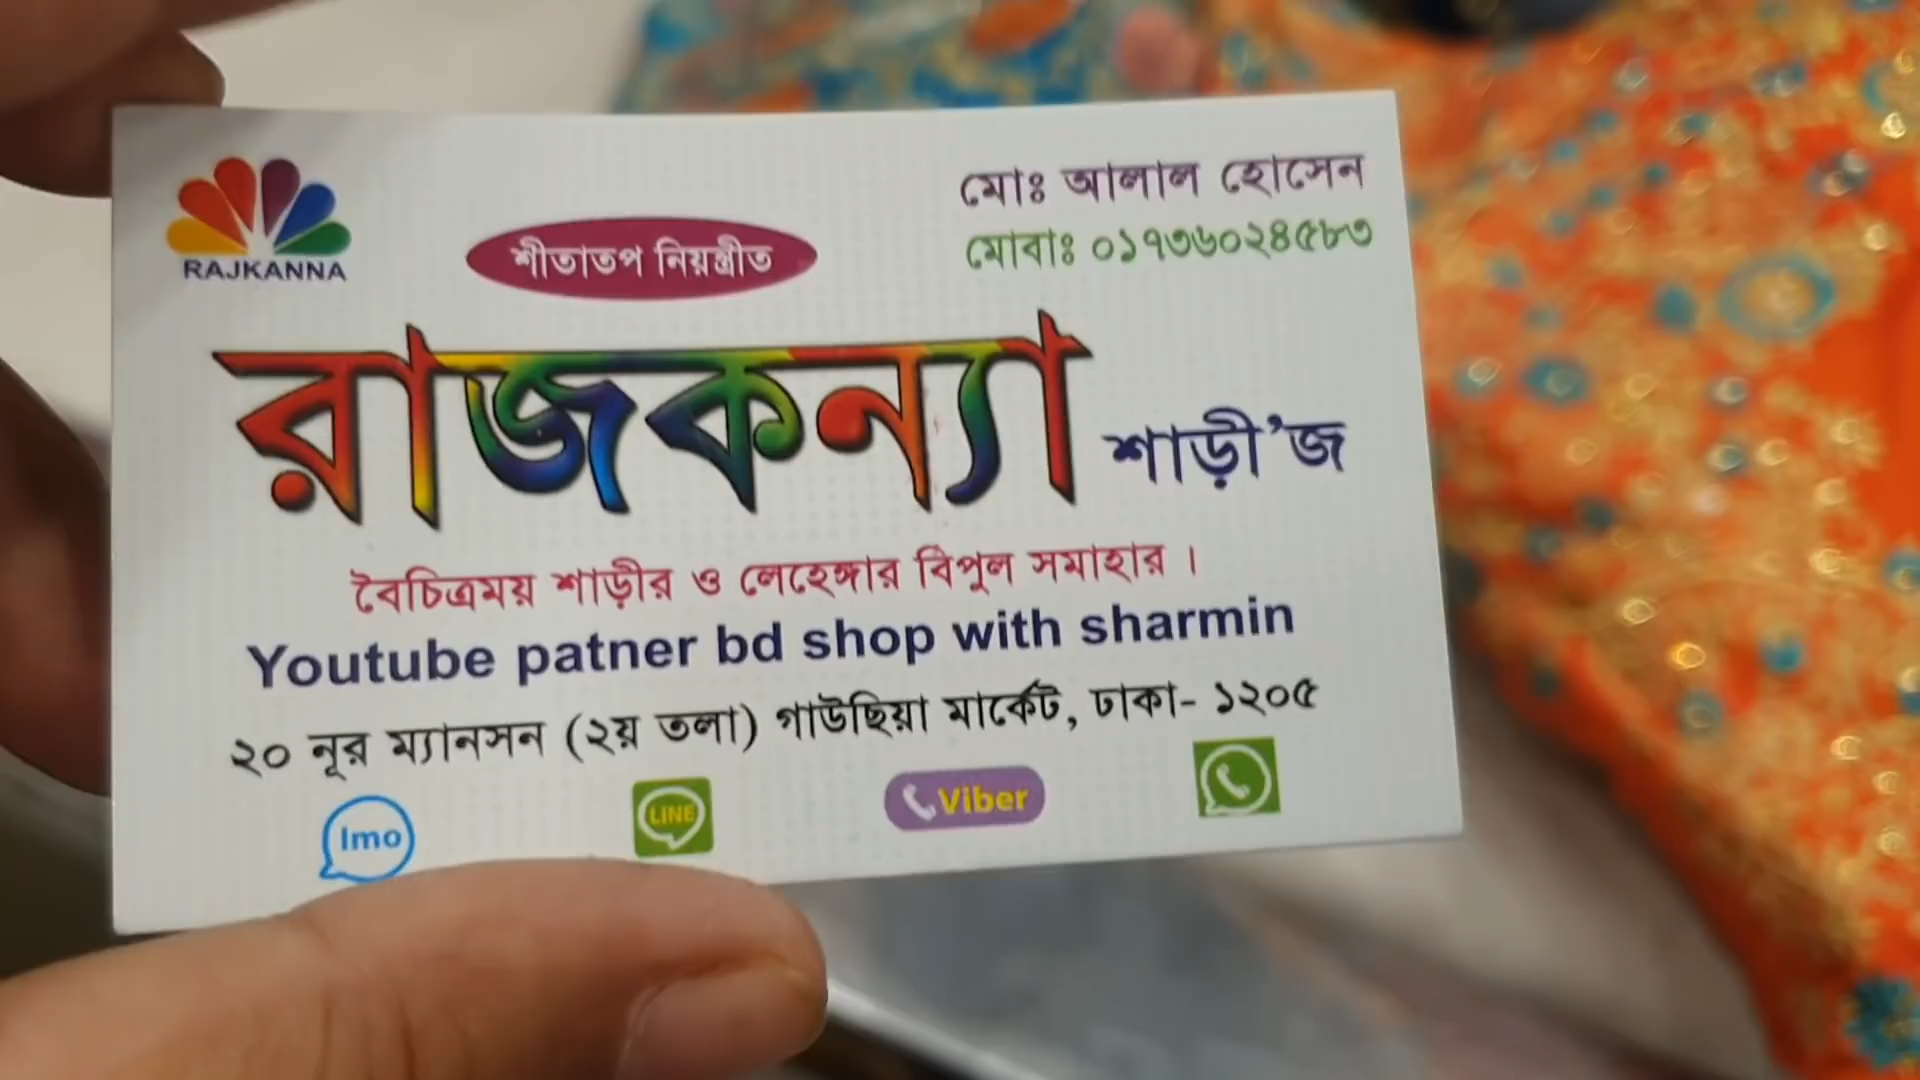 RAJKANNA
শীতাতপ নিয়ন্ত্রীত
মোঃ আলাল হোসেন
মোবাঃ ০১৭৩৬০২৪৫৮৩
রাজকন্যা শাড়ী'জ
বৈচিত্রময় শাড়ীর ও লেহেঙ্গার বিপুল সমাহার ।
Youtube patner bd shop with sharmin
২০ নূর ম্যানসন (২য় তলা) গাউছিয়া মার্কেট, ঢাকা- ১২০৫
Imo LINE Viber